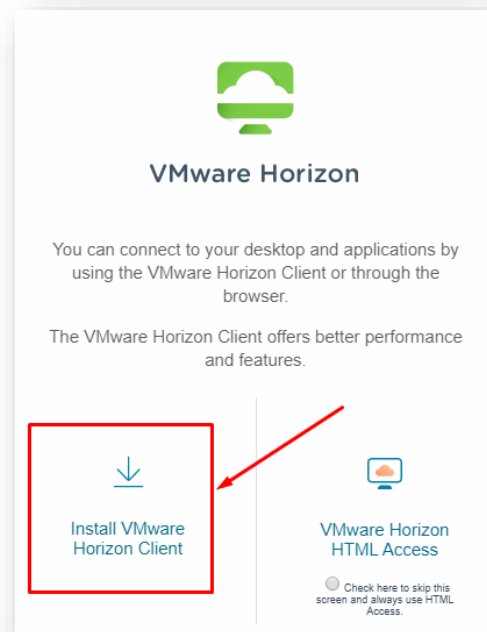 VMware Horizon
You can connect to your desktop and applications by
using the VMware Horizon Client or through the
browser.
The VMware Horizon Client offers better performance
and features.
Install VMware
Horizon Client
VMware Horizon
HTML Access
Check here to skip this
screen and always use HTML
Access.